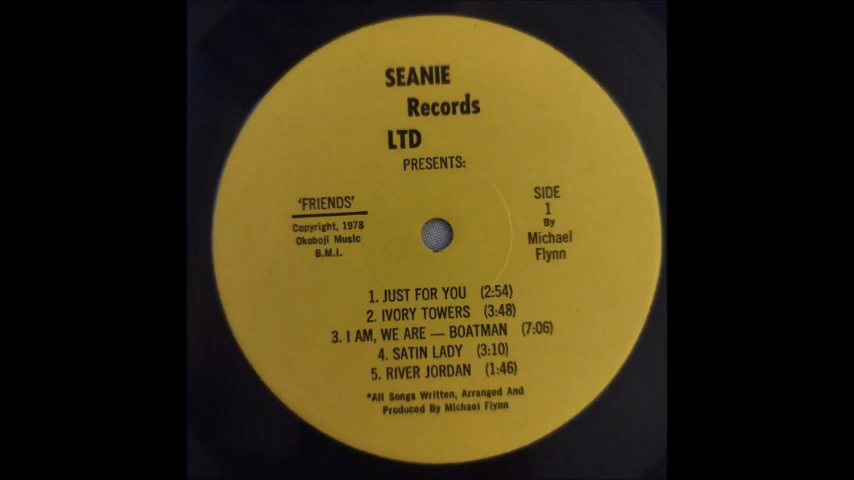 SEANIE
Records
LTD
PRESENTS:
'FRIENDS'
Copyright, 1978
Okoboji Music
B.M.I.
SIDE
1
By
Michael
Flynn
1. JUST FOR YOU (2:54)
2. IVORY TOWERS (3:48)
3. I AM, WE ARE — BOATMAN (7:06)
4. SATIN LADY (3:10)
5. RIVER JORDAN (1:46)
*All Songs Written, Arranged And
Produced By Michael Flynn